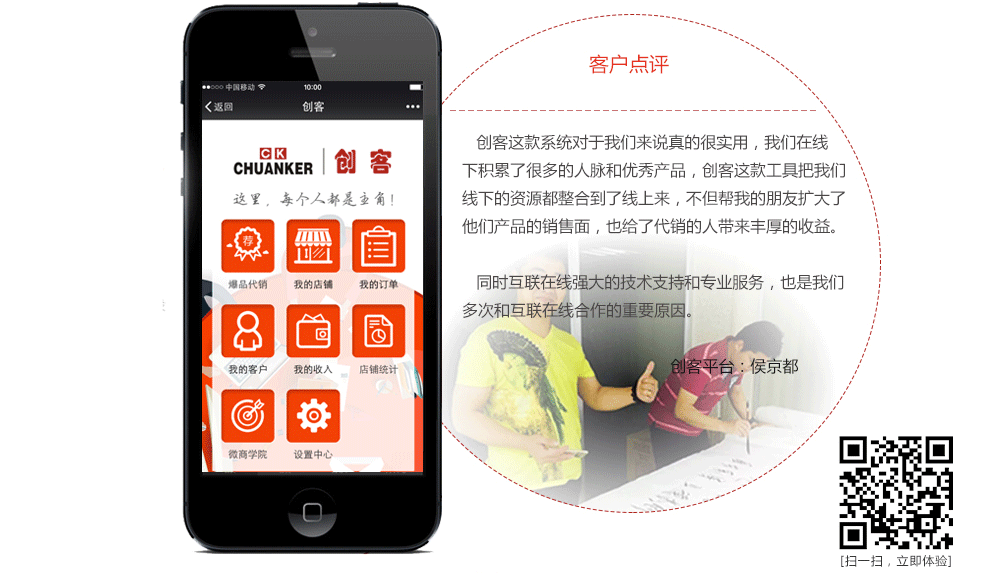 中国移动
10:00
返回
创客
CK
CHUANKER
创客
这里，每个人都是主角！
荐
爆品代销
我的店铺
我的订单
我的客户
我的收入
店铺统计
微商学院
设置中心
客户点评
创客这款系统对于我们来说真的很实用，我们在线
下积累了很多的人脉和优秀产品，创客这款工具把我们
线下的资源都整合到了线上来，不但帮我的朋友扩大了
他们产品的销售面，也给了代销的人带来丰厚的收益。
同时互联在线强大的技术支持和专业服务，也是我们
多次和互联在线合作的重要原因。
创客平台：侯京都
[扫一扫，立即体验]